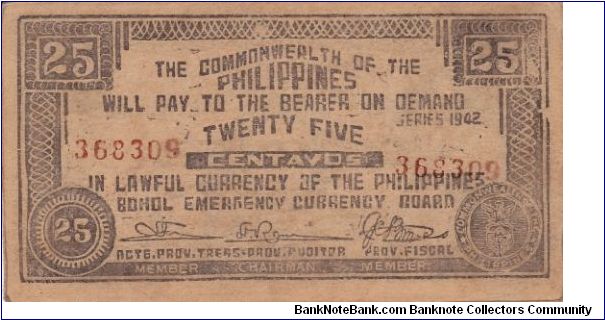 25 25
THE COMMONWEALTH OF THE
PHILIPPINES
WILL PAY TO THE BEARER ON DEMAND
TWENTY FIVE
SERIES 1942
368309
CENTAVOS
368309
IN LAWFUL CURRENCY OF THE PHILIPPINES
BOHOL EMERGENCY CURRENCY BOARD
25
ACTG. PROV. TREAS. PROV. AUDITOR PROV. FISCAL
MEMBER CHAIRMAN MEMBER
BankNoteBank.com Banknote Collectors Community